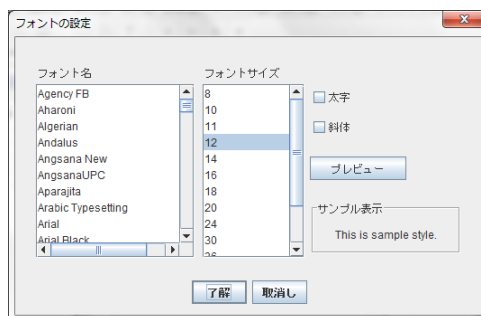 フォントの設定
フォント名
Agency FB
Aharoni
Algerian
Andalus
Angsana New
AngsanaUPC
Aparajita
Arabic Typesetting
Arial
Arial Black
フォントサイズ
8
10
11
12
14
16
18
20
24
30
36
太字
斜体
プレビュー
サンプル表示
This is sample style.
了解
取消し